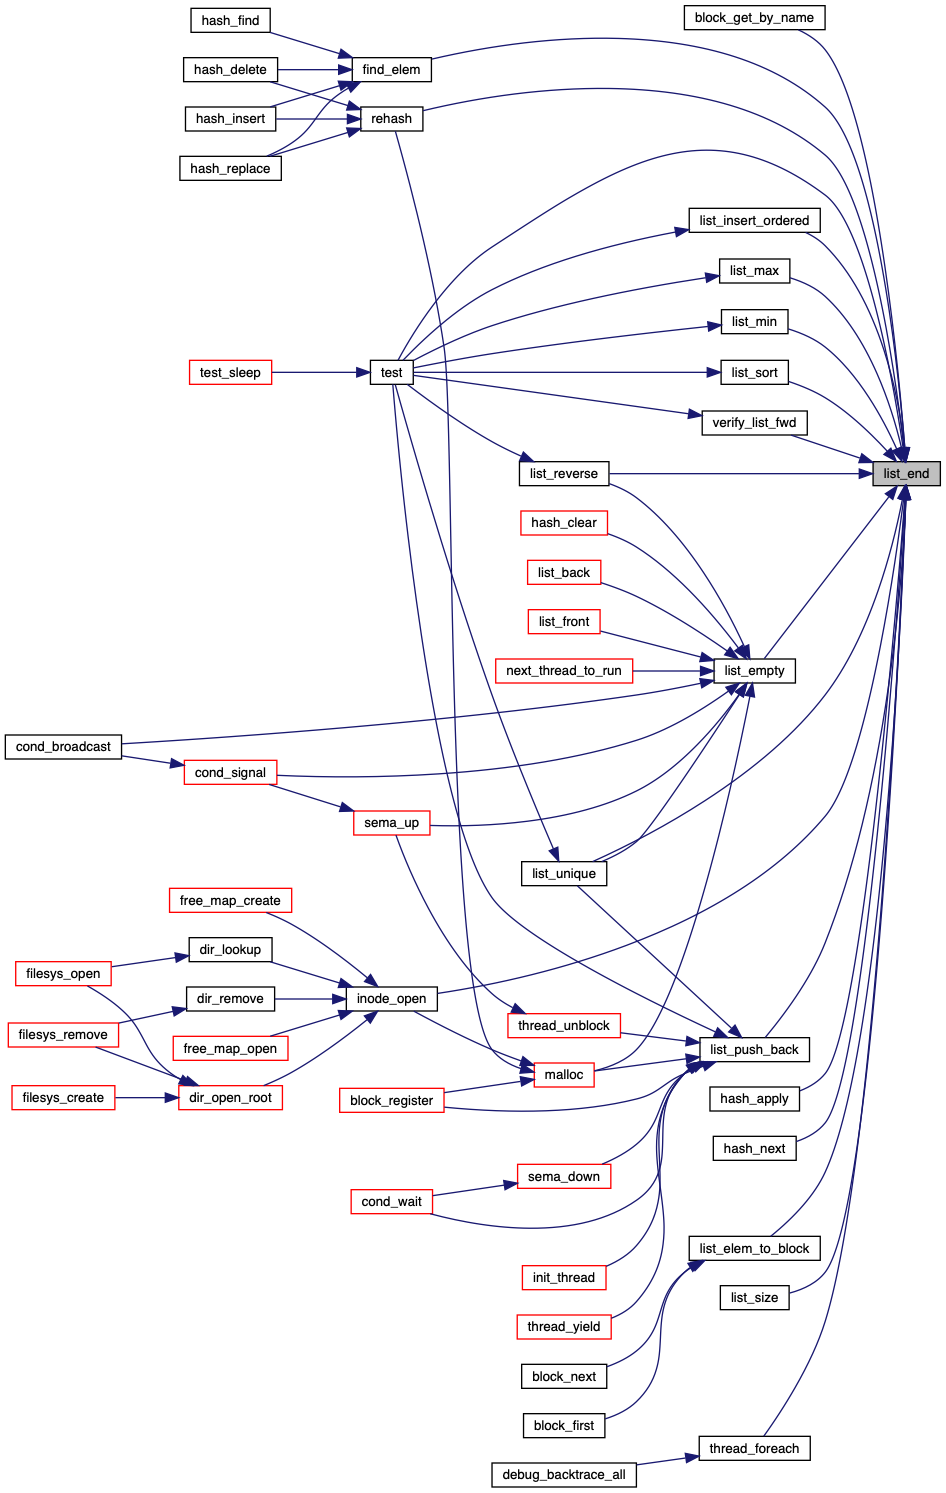 hash_find
block_get_by_name
hash_delete
find_elem
hash_insert
rehash
hash_replace
list_insert_ordered
list_max
list_min
test_sleep
test
list_sort
verify_list_fwd
list_reverse
list_end
hash_clear
list_back
list_front
next_thread_to_run
list_empty
cond_broadcast
cond_signal
sema_up
list_unique
free_map_create
dir_lookup
filesys_open
dir_remove
inode_open
filesys_remove
free_map_open
thread_unblock
list_push_back
malloc
filesys_create
dir_open_root
block_register
hash_apply
hash_next
sema_down
cond_wait
list_elem_to_block
init_thread
list_size
thread_yield
block_next
block_first
thread_foreach
debug_backtrace_all